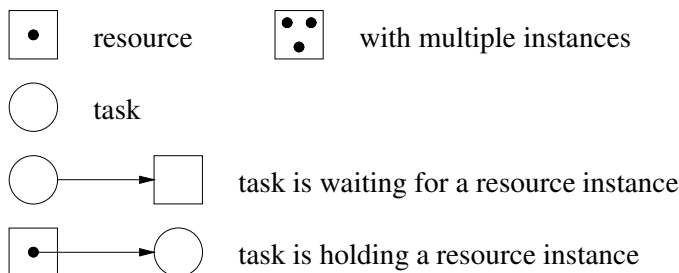 resource
with multiple instances
task
task is waiting for a resource instance
task is holding a resource instance